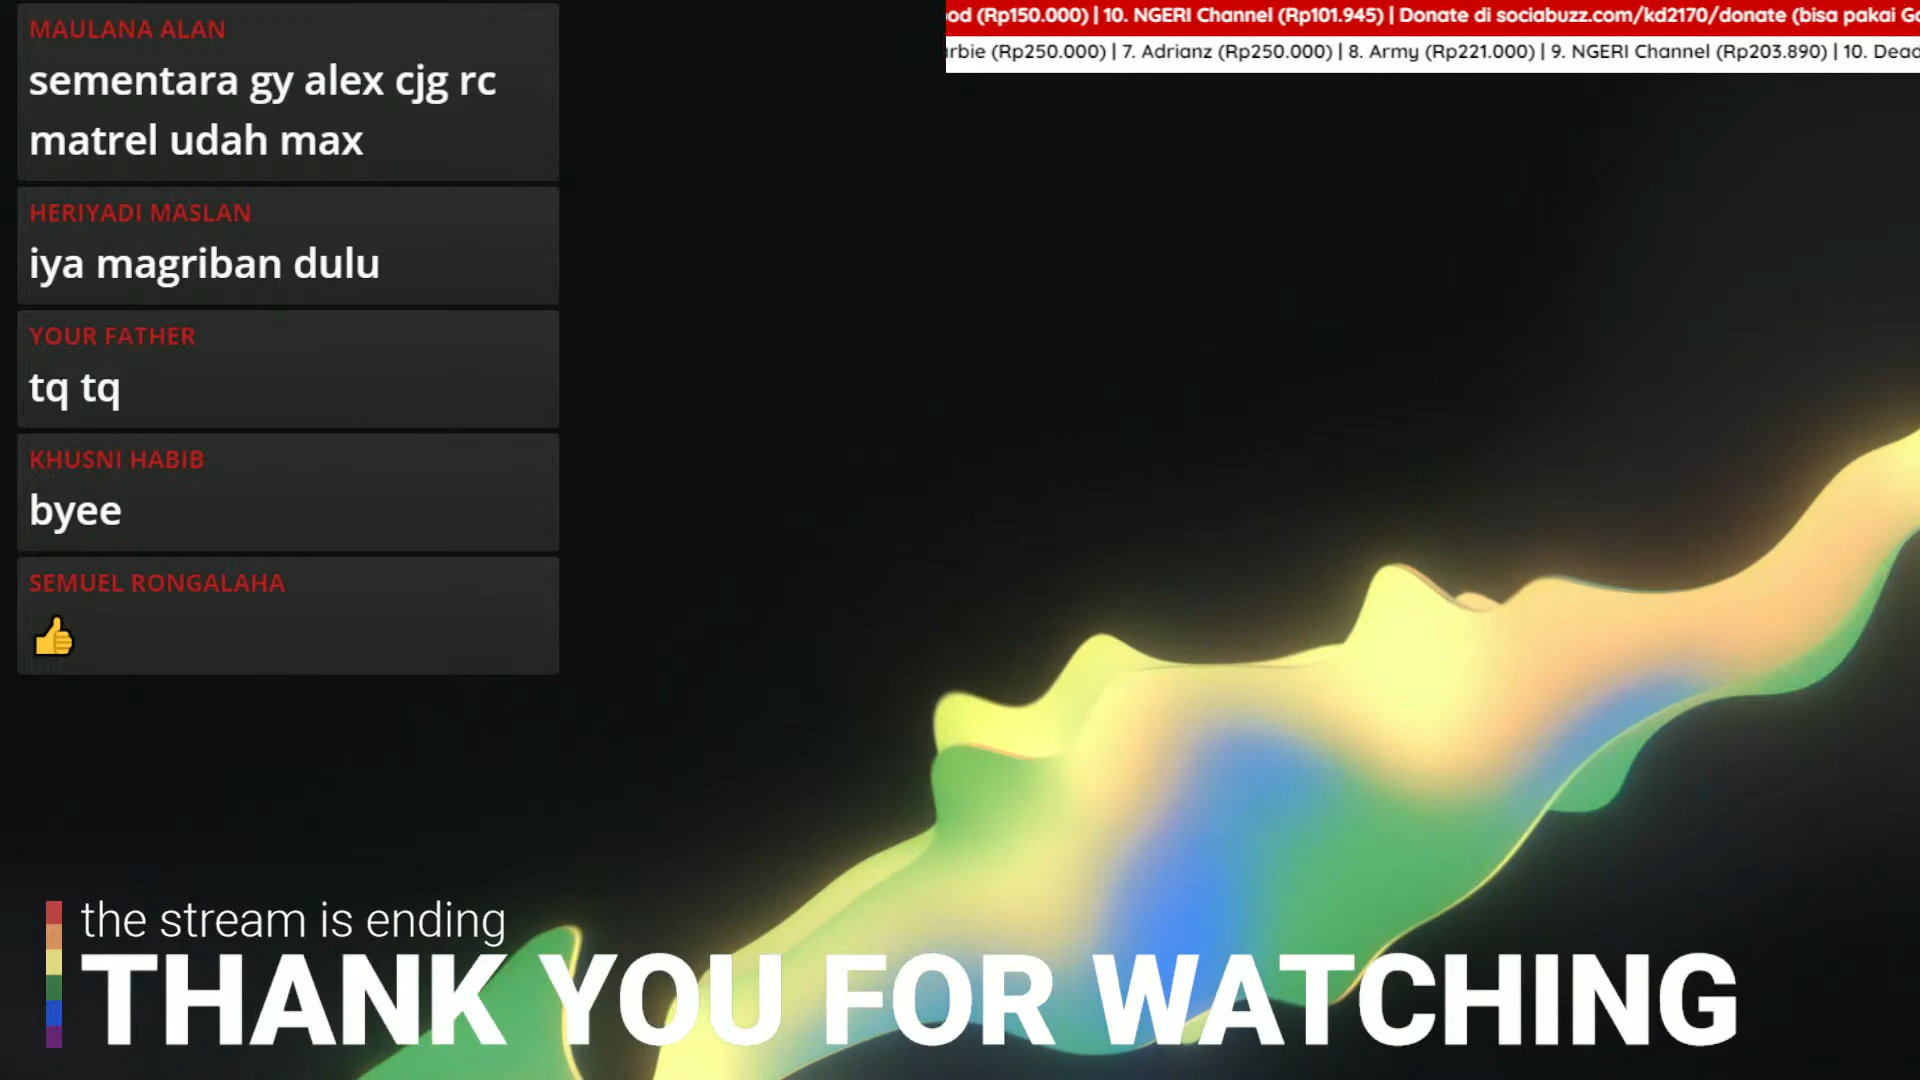 MAULANA ALAN
sementara gy alex cjg rc
matrel udah max
HERIYADI MASLAN
iya magriban dulu
YOUR FATHER
tq tq
KHUSNI HABIB
byee
SEMUEL RONGALAHA
👍
od (Rp150.000) | 10. NGERI Channel (Rp101.945) | Donate di sociabuzz.com/kd2170/donate (bisa pakai Go
rbie (Rp250.000) | 7. Adrianz (Rp250.000) | 8. Army (Rp221.000) | 9. NGERI Channel (Rp203.890) | 10. Dead
the stream is ending
THANK YOU FOR WATCHING